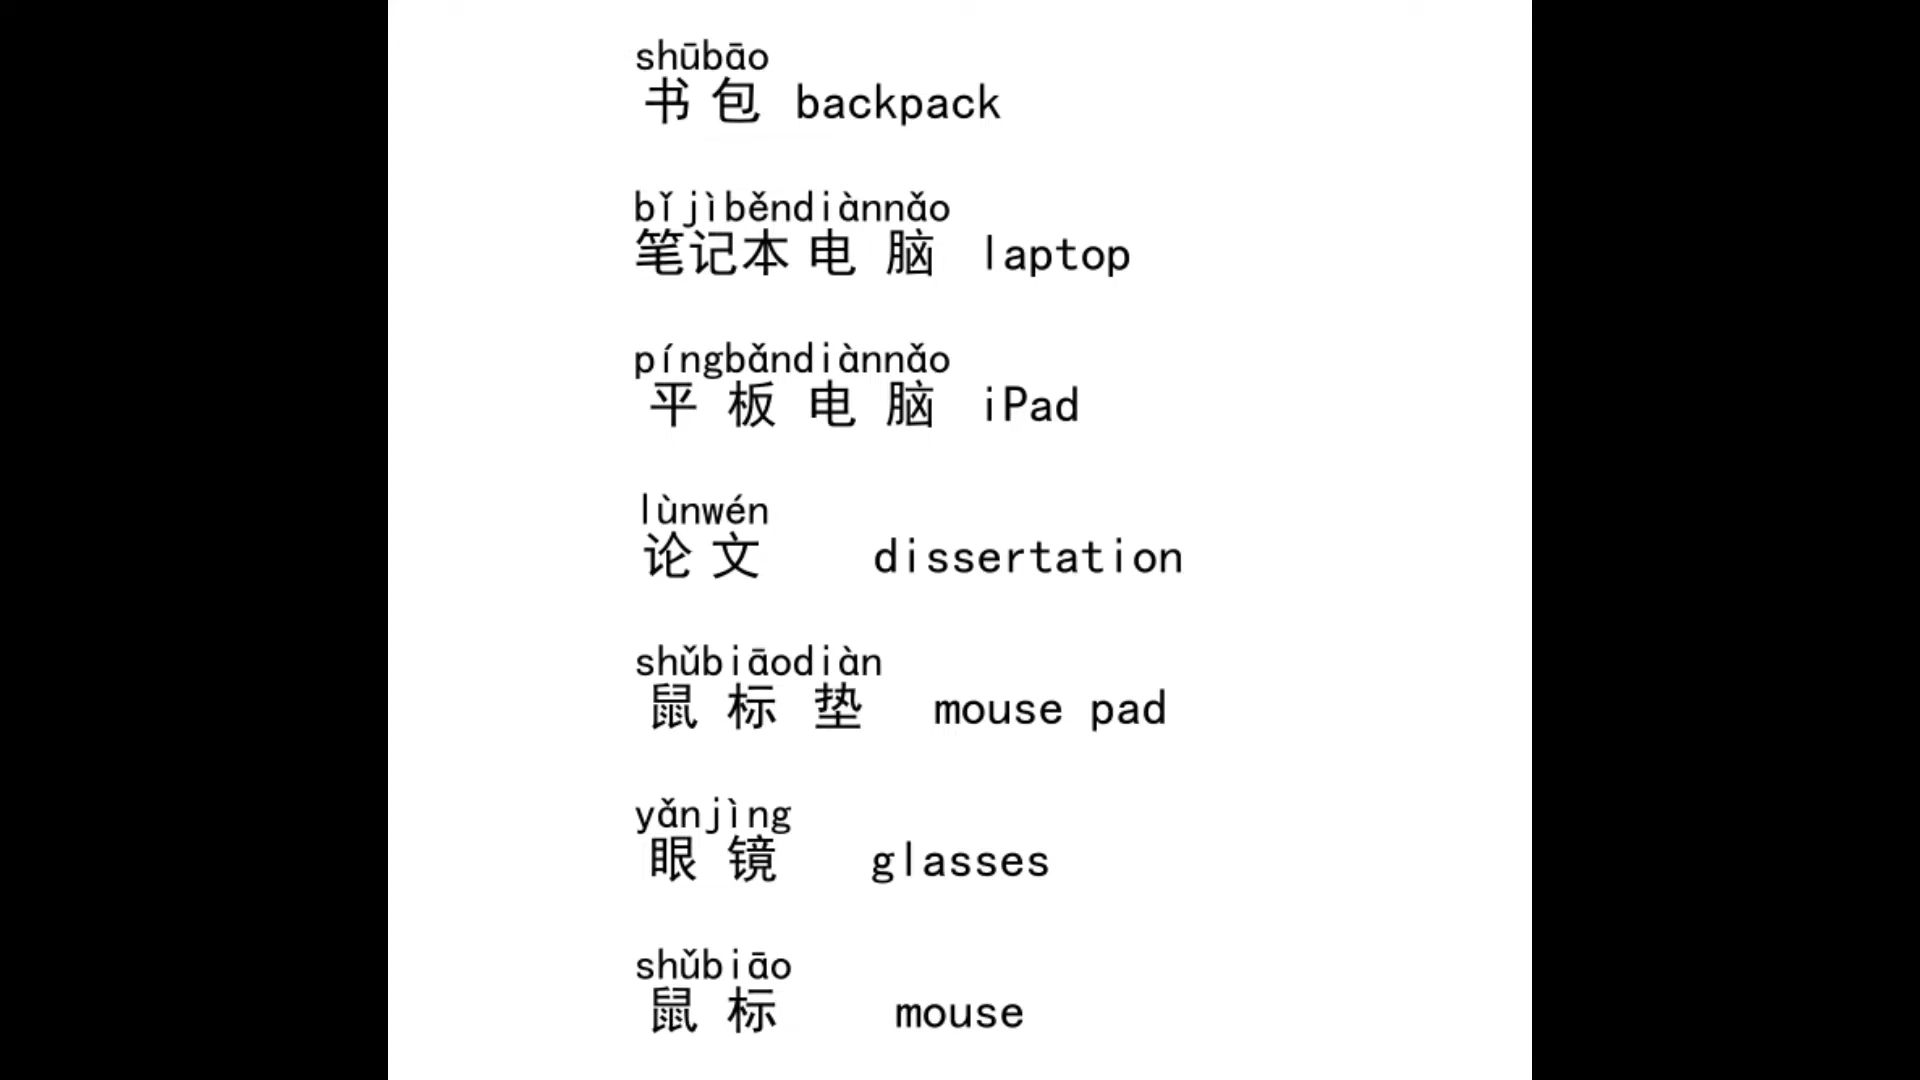 shūbāo
书包 backpack
bǐjìběndiànnǎo
笔记本电脑 laptop
píngbǎndiànnǎo
平板电脑 iPad
lùnwén
论文 dissertation
shǔbiāodiàn
鼠标垫 mouse pad
yǎnjìng
眼镜 glasses
shǔbiāo
鼠标 mouse